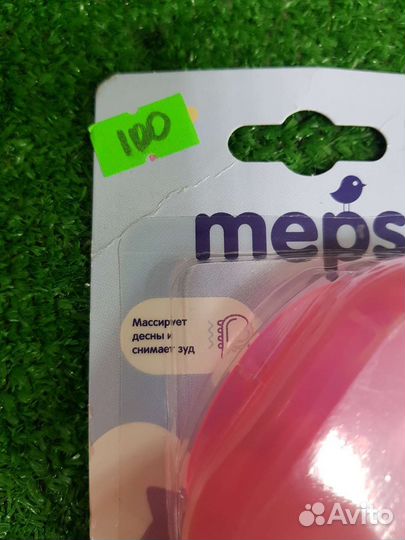 100
meps
Массирует
десны и
снимает зуд
Avito